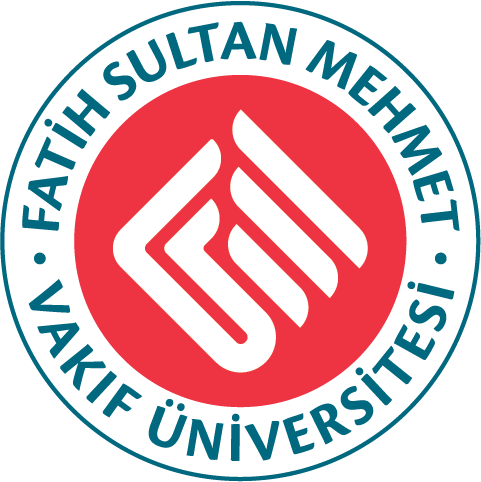 FATİH SULTAN MEHMET
VAKIF ÜNİVERSİTESİ